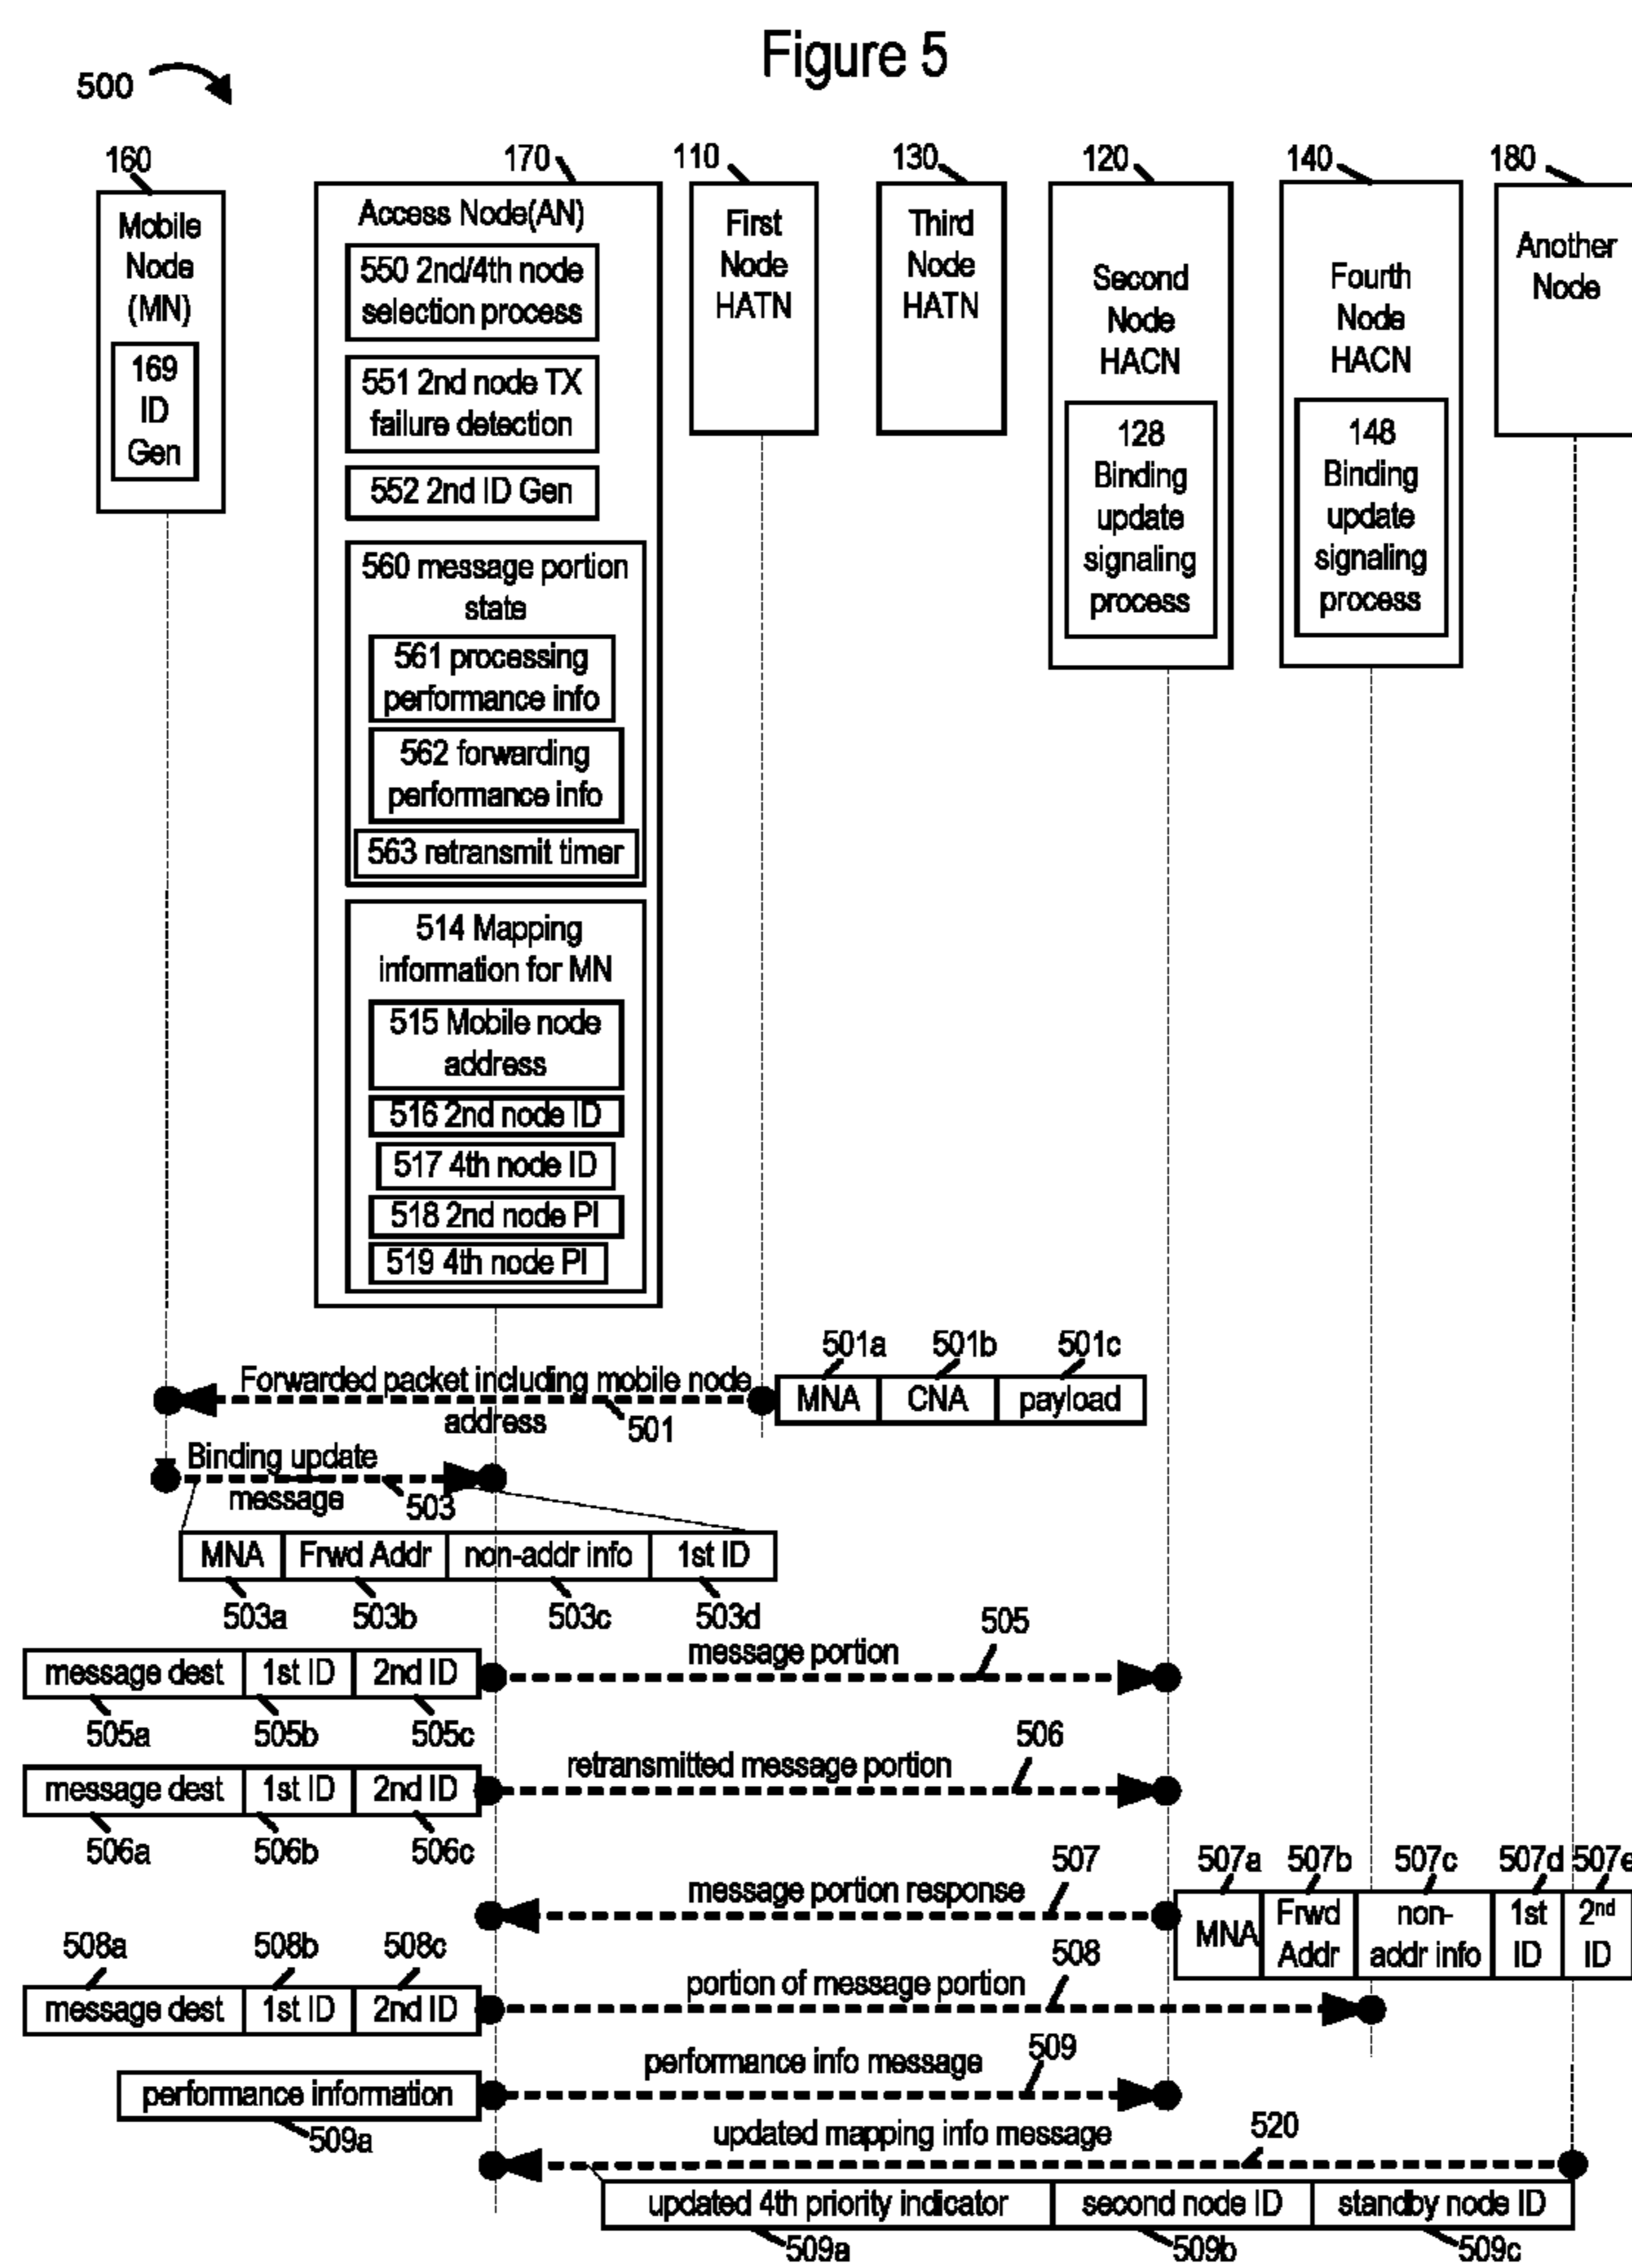 Figure 5
500
160
170
110
130
120
140
180
Mobile
Node
(MN)
169
ID
Gen
Access Node(AN)
550 2nd/4th node
selection process
551 2nd node TX
failure detection
552 2nd ID Gen
560 message portion
state
561 processing
performance info
562 forwarding
performance info
563 retransmit timer
514 Mapping
information for MN
515 Mobile node
address
516 2nd node ID
517 4th node ID
518 2nd node PI
519 4th node PI
First
Node
HATN
Third
Node
HATN
Second
Node
HACN
128
Binding
update
signaling
process
Fourth
Node
HACN
148
Binding
update
signaling
process
Another
Node
501a 501b 501c
Forwarded packet including mobile node
address
501
MNA CNA payload
Binding update
message
503
MNA Frwd Addr non-addr info 1st ID
503a 503b 503c 503d
message dest 1st ID 2nd ID
message portion
505
505a 505b 505c
message dest 1st ID 2nd ID
retransmitted message portion
506
506a 506b 506c
message portion response
507
507a 507b 507c 507d 507e
MNA
Frwd
Addr
non-
addr info
1st
ID
2nd
ID
508a 508b 508c
message dest 1st ID 2nd ID
portion of message portion
508
performance information
509a
performance info message
509
updated mapping info message
520
updated 4th priority indicator second node ID standby node ID
509a 509b 509c